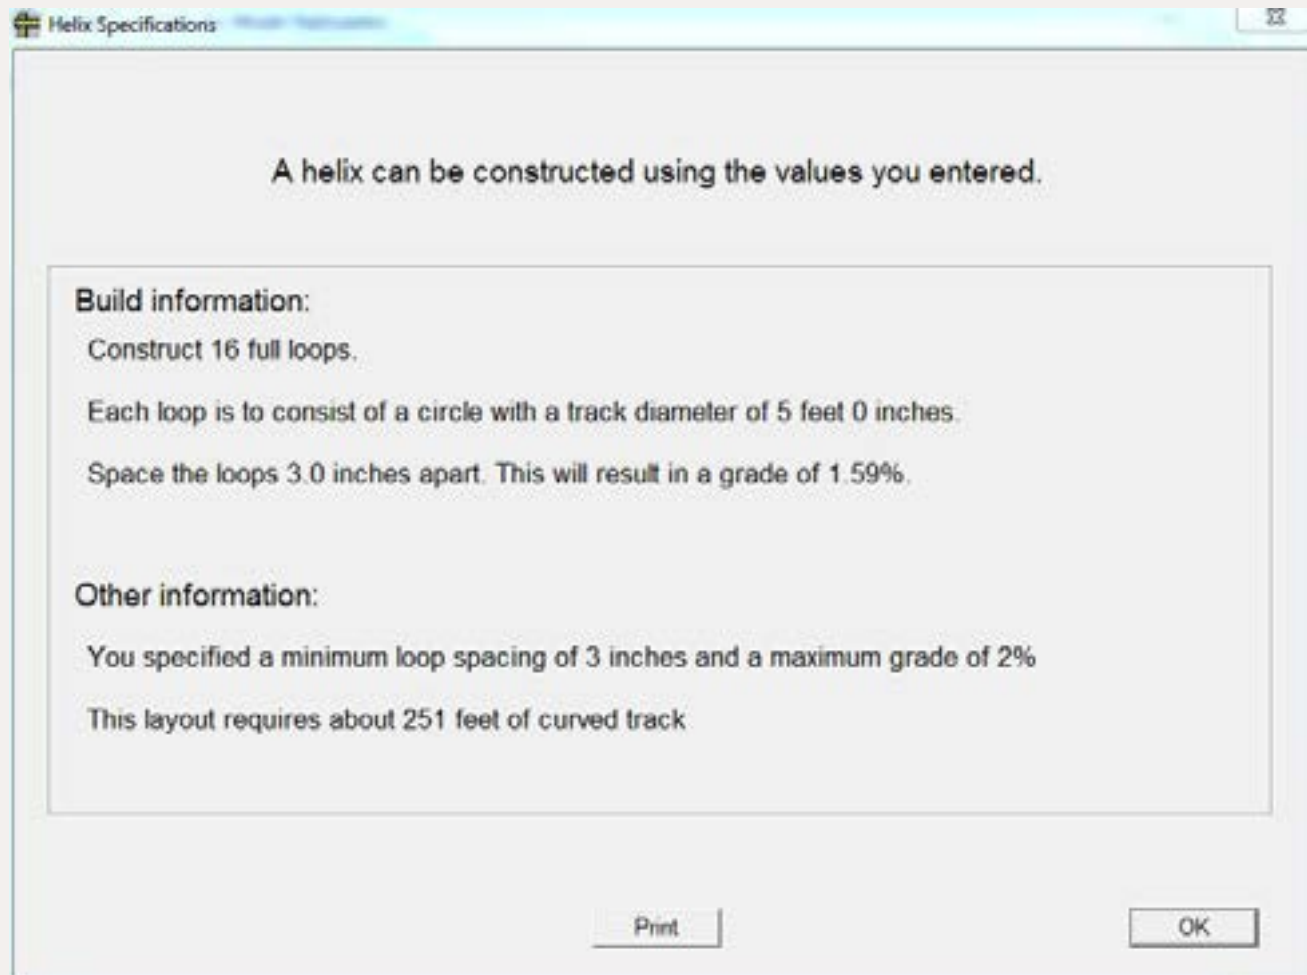 Helix Specifications
A helix can be constructed using the values you entered.
Build information:
Construct 16 full loops.
Each loop is to consist of a circle with a track diameter of 5 feet 0 inches.
Space the loops 3.0 inches apart. This will result in a grade of 1.59%.
Other information:
You specified a minimum loop spacing of 3 inches and a maximum grade of 2%
This layout requires about 251 feet of curved track
Print
OK